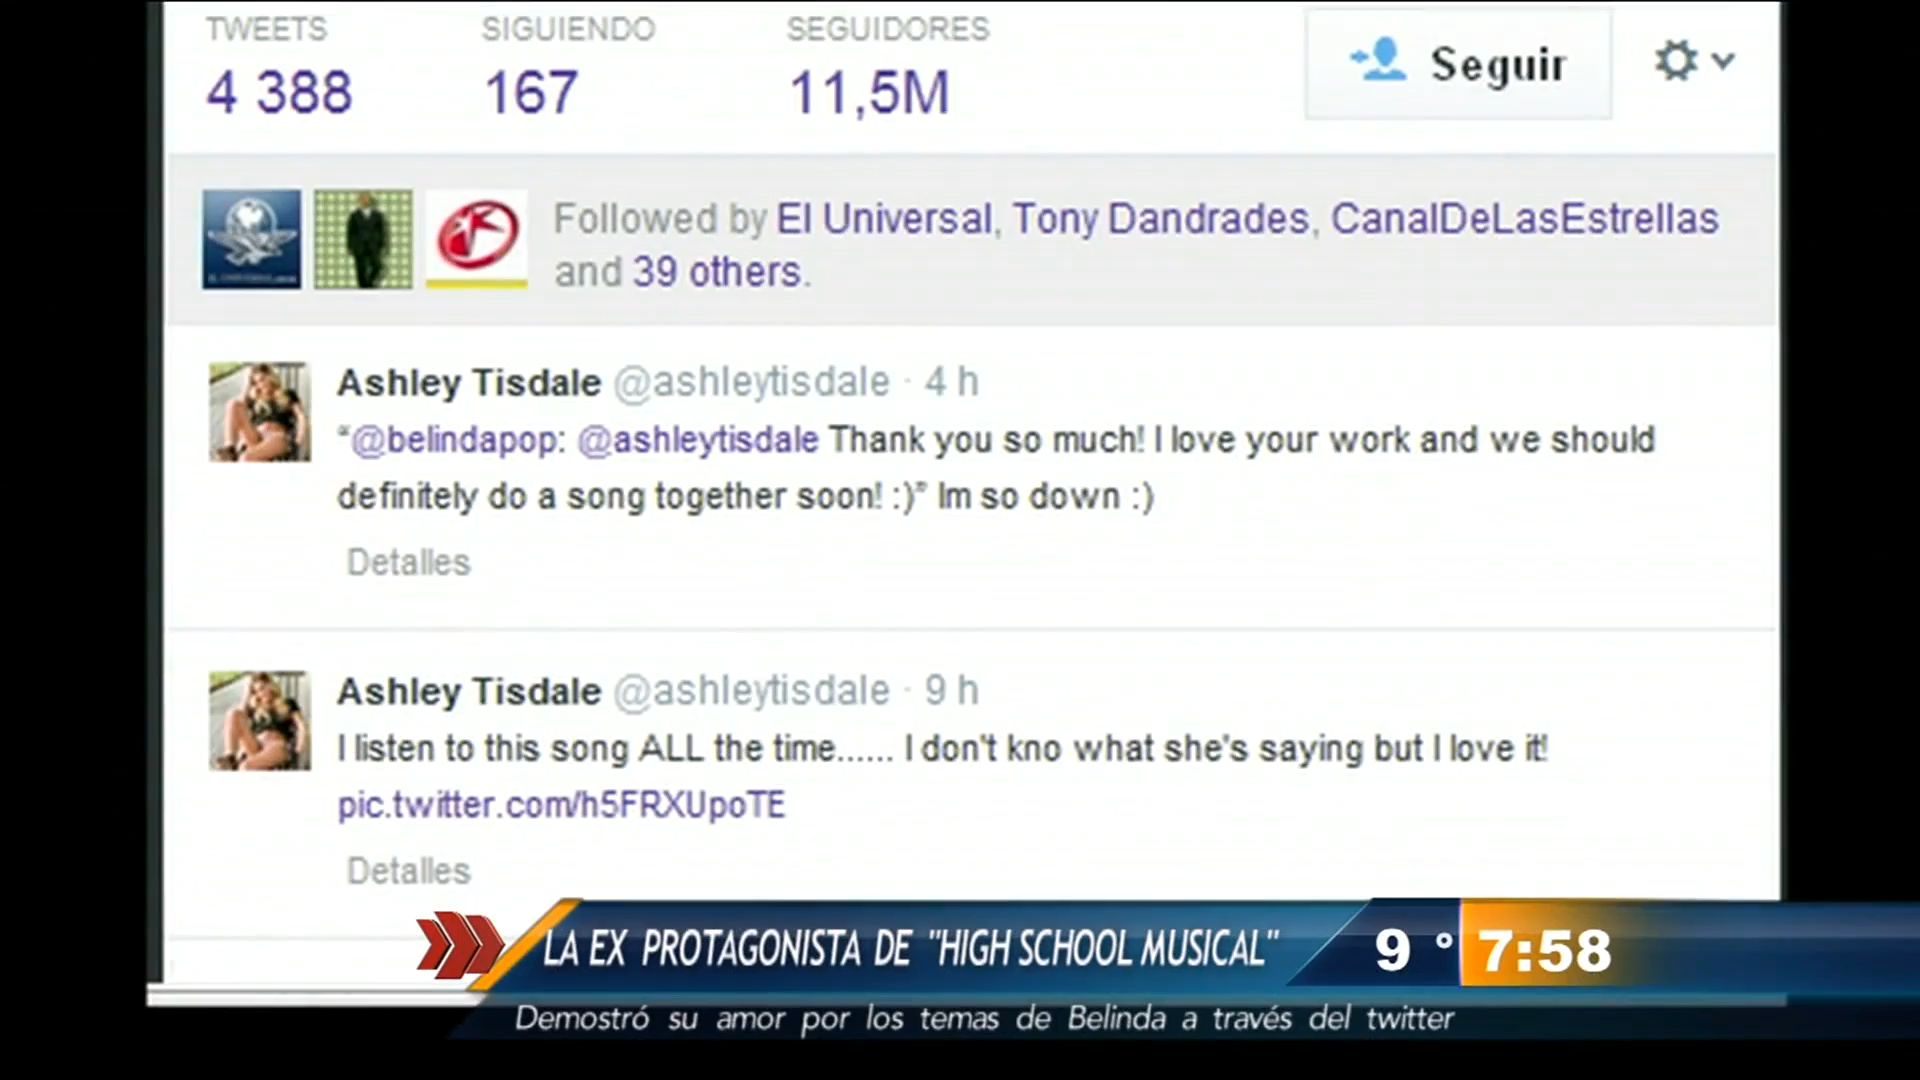 TWEETS SIGUIENDO SEGUIDORES
4 388 167 11,5M
Seguir
Followed by El Universal, Tony Dandrades, CanalDeLasEstrellas
and 39 others.
Ashley Tisdale @ashleytisdale · 4 h
“@belindapop: @ashleytisdale Thank you so much! I love your work and we should
definitely do a song together soon! :)” Im so down :)
Detalles
Ashley Tisdale @ashleytisdale · 9 h
I listen to this song ALL the time...... I don't kno what she's saying but I love it!
pic.twitter.com/h5FRXUpoTE
Detalles
LA EX PROTAGONISTA DE "HIGH SCHOOL MUSICAL"
9 ° 7:58
Demostró su amor por los temas de Belinda a través del twitter